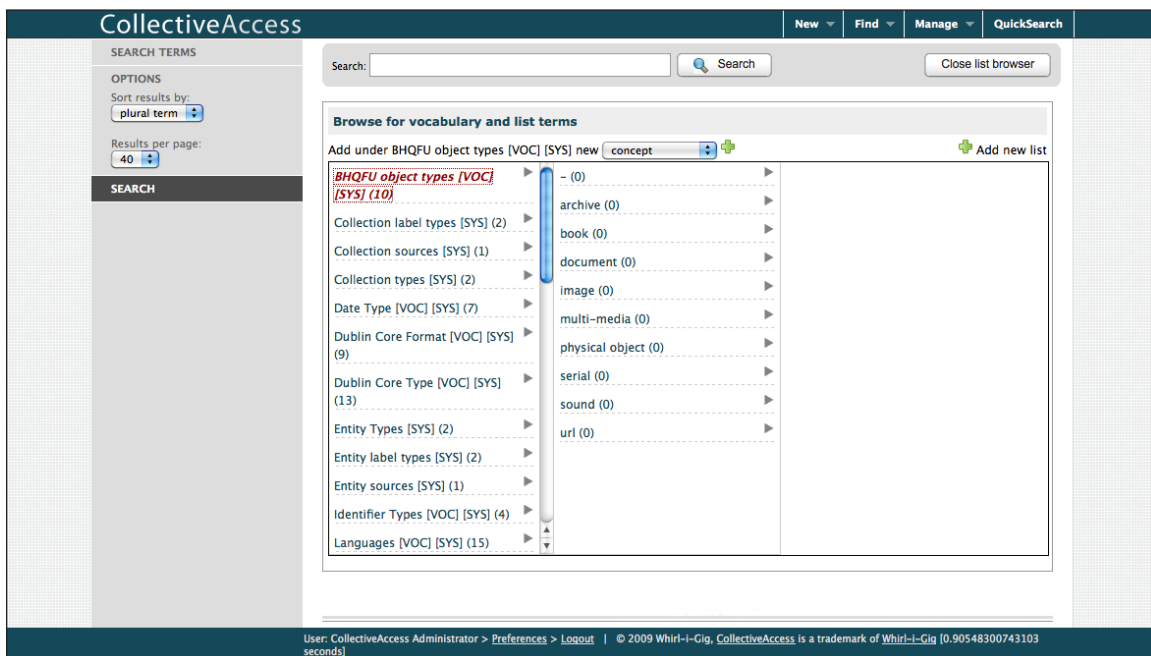 CollectiveAccess
New
Find
Manage
QuickSearch
SEARCH TERMS
OPTIONS
Sort results by:
plural term
Results per page:
40
SEARCH
Search:
Search
Close list browser
Browse for vocabulary and list terms
Add under BHQFU object types [VOC] [SYS] new concept
Add new list
BHQFU object types [VOC]
[SYS] (10)
Collection label types [SYS] (2)
Collection sources [SYS] (1)
Collection types [SYS] (2)
Date Type [VOC] [SYS] (7)
Dublin Core Format [VOC] [SYS]
(9)
Dublin Core Type [VOC] [SYS]
(13)
Entity Types [SYS] (2)
Entity label types [SYS] (2)
Entity sources [SYS] (1)
Identifier Types [VOC] [SYS] (4)
Languages [VOC] [SYS] (15)
- (0)
archive (0)
book (0)
document (0)
image (0)
multi-media (0)
physical object (0)
serial (0)
sound (0)
url (0)
User: CollectiveAccess Administrator > Preferences > Logout | © 2009 Whirl-i-Gig, CollectiveAccess is a trademark of Whirl-i-Gig [0.90548300743103
seconds]